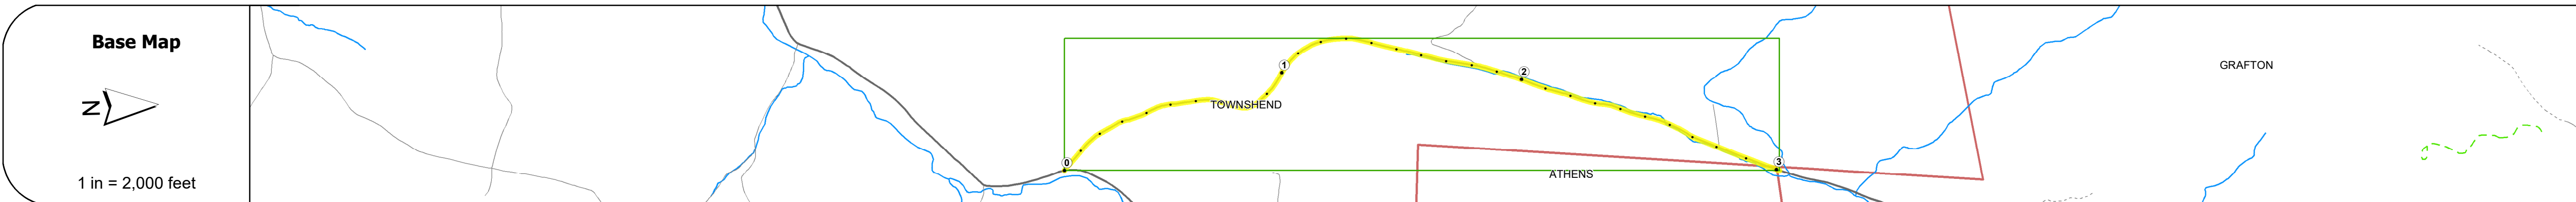 Base Map
N
1 in = 2,000 feet
0
1
2
3
TOWNSHEND
ATHENS
GRAFTON